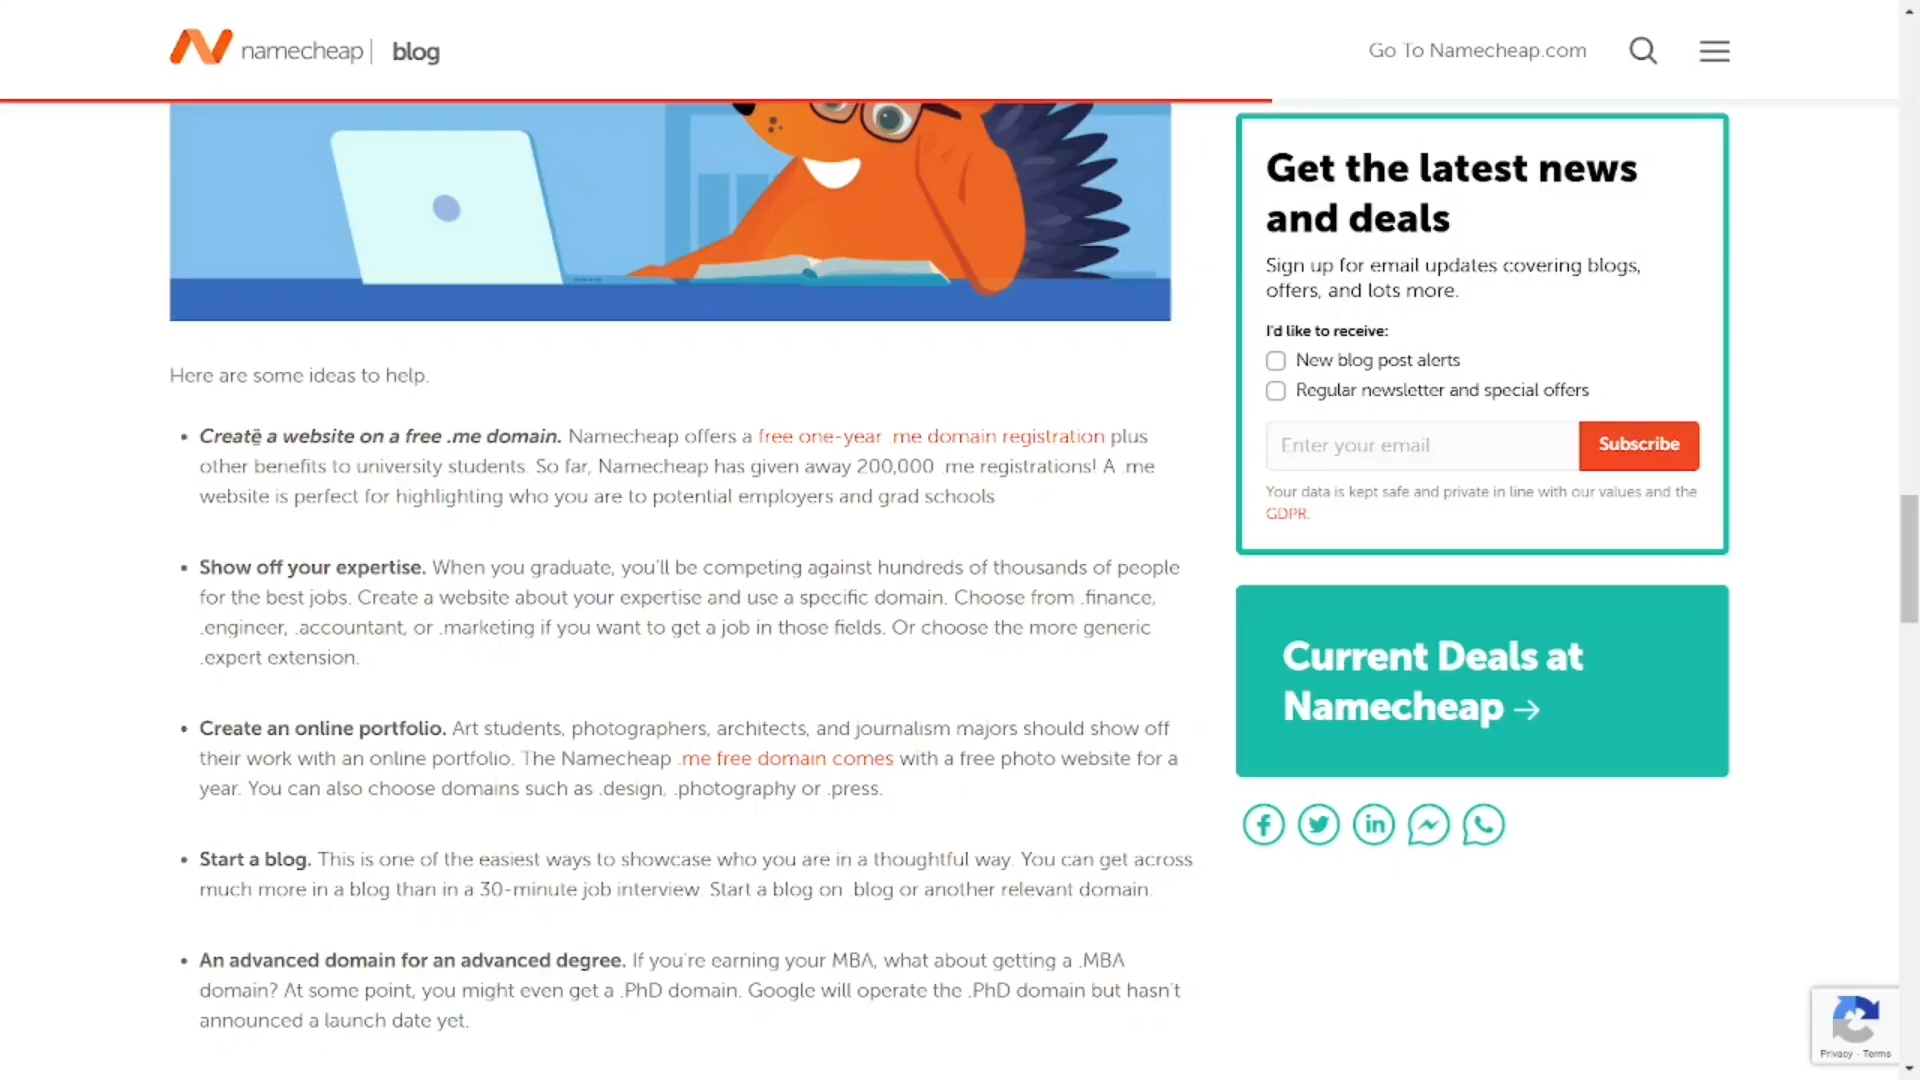 namecheap | blog
Go To Namecheap.com
Here are some ideas to help.
• Create a website on a free .me domain. Namecheap offers a free one-year .me domain registration plus
other benefits to university students. So far, Namecheap has given away 200,000 .me registrations! A .me
website is perfect for highlighting who you are to potential employers and grad schools
• Show off your expertise. When you graduate, you'll be competing against hundreds of thousands of people
for the best jobs. Create a website about your expertise and use a specific domain. Choose from .finance,
.engineer, .accountant, or .marketing if you want to get a job in those fields. Or choose the more generic
.expert extension.
• Create an online portfolio. Art students, photographers, architects, and journalism majors should show off
their work with an online portfolio. The Namecheap .me free domain comes with a free photo website for a
year. You can also choose domains such as .design, .photography or .press.
• Start a blog. This is one of the easiest ways to showcase who you are in a thoughtful way. You can get across
much more in a blog than in a 30-minute job interview. Start a blog on .blog or another relevant domain.
• An advanced domain for an advanced degree. If you're earning your MBA, what about getting a .MBA
domain? At some point, you might even get a .PhD domain. Google will operate the .PhD domain but hasn't
announced a launch date yet.
Get the latest news
and deals
Sign up for email updates covering blogs,
offers, and lots more.
I'd like to receive:
New blog post alerts
Regular newsletter and special offers
Enter your email
Subscribe
Your data is kept safe and private in line with our values and the
GDPR.
Current Deals at
Namecheap →
Privacy - Terms